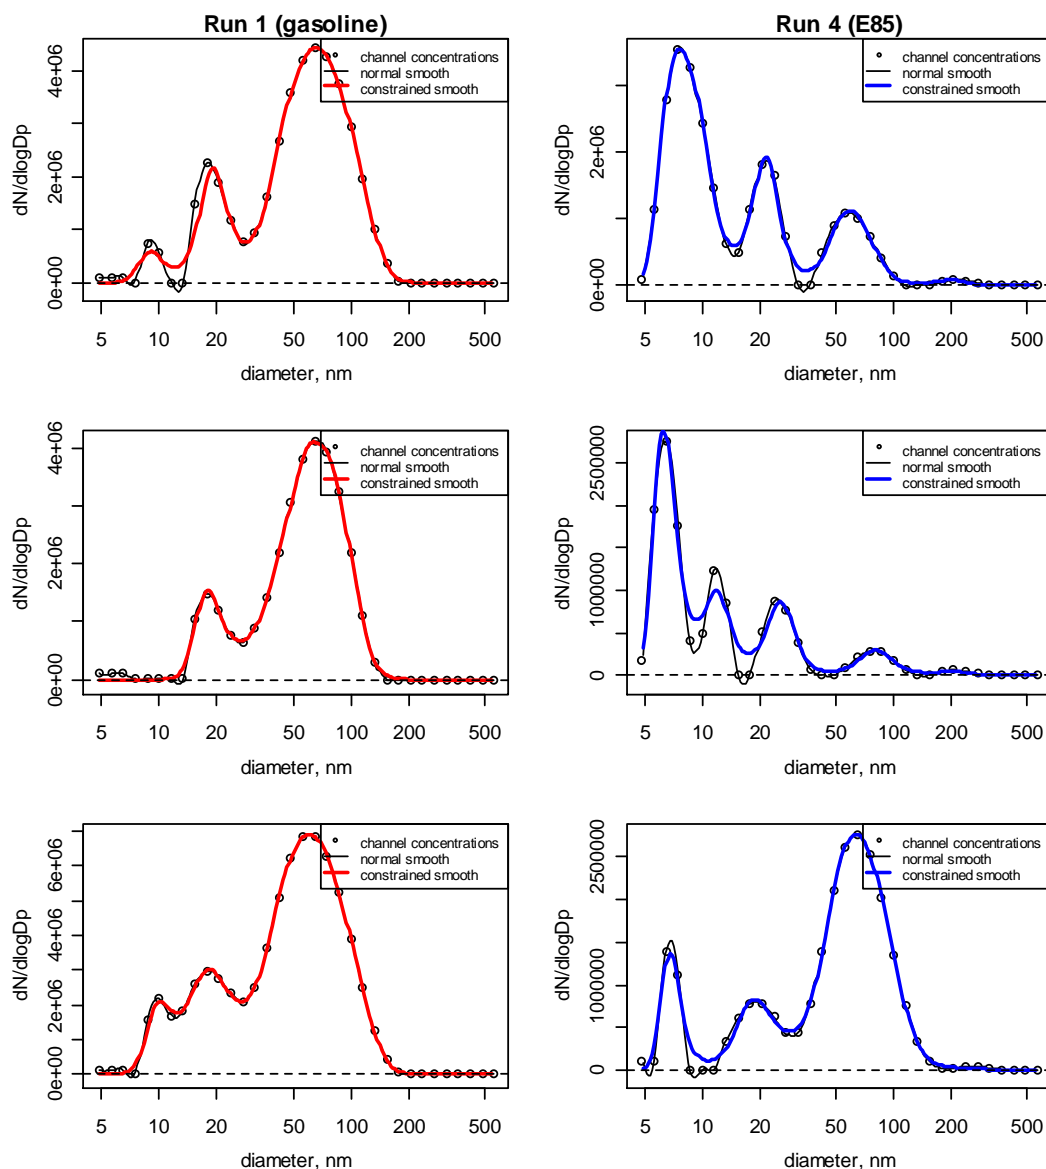 Run 1 (gasoline)
channel concentrations
normal smooth
constrained smooth
dN/dlogDp
4e+06
2e+06
0e+00
5 10 20 50 100 200 500
diameter, nm
Run 4 (E85)
channel concentrations
normal smooth
constrained smooth
dN/dlogDp
2e+06
0e+00
5 10 20 50 100 200 500
diameter, nm
channel concentrations
normal smooth
constrained smooth
dN/dlogDp
4e+06
2e+06
0e+00
5 10 20 50 100 200 500
diameter, nm
channel concentrations
normal smooth
constrained smooth
dN/dlogDp
2500000
1000000
0
5 10 20 50 100 200 500
diameter, nm
channel concentrations
normal smooth
constrained smooth
dN/dlogDp
6e+06
4e+06
2e+06
0e+00
5 10 20 50 100 200 500
diameter, nm
channel concentrations
normal smooth
constrained smooth
dN/dlogDp
2500000
1000000
0
5 10 20 50 100 200 500
diameter, nm